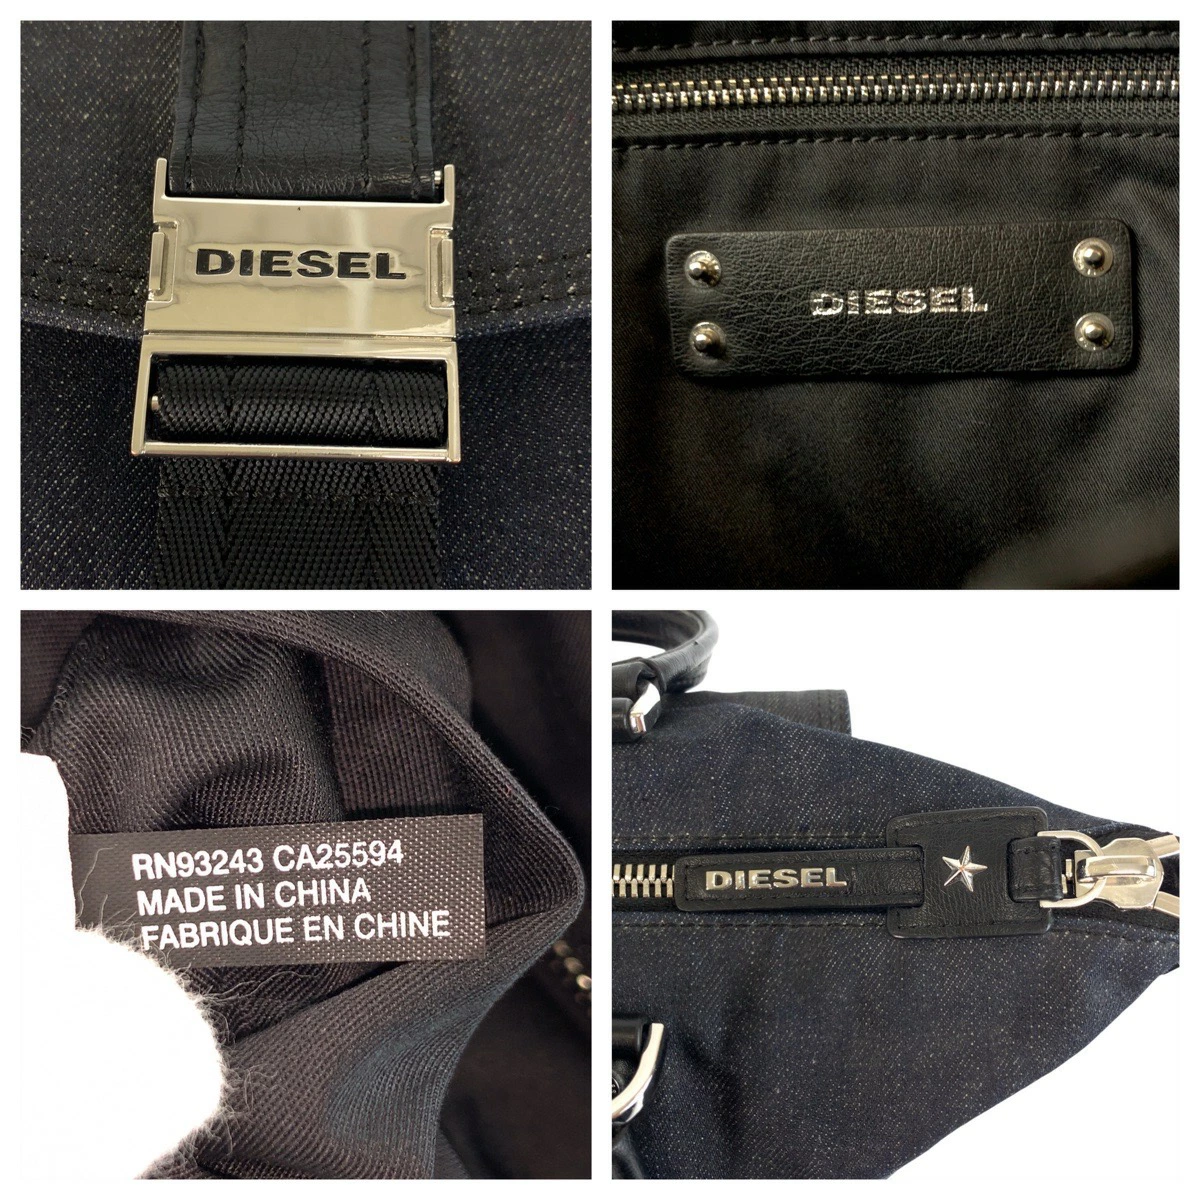 DIESEL
DIESEL
RN93243 CA25594
MADE IN CHINA
FABRIQUE EN CHINE
DIESEL